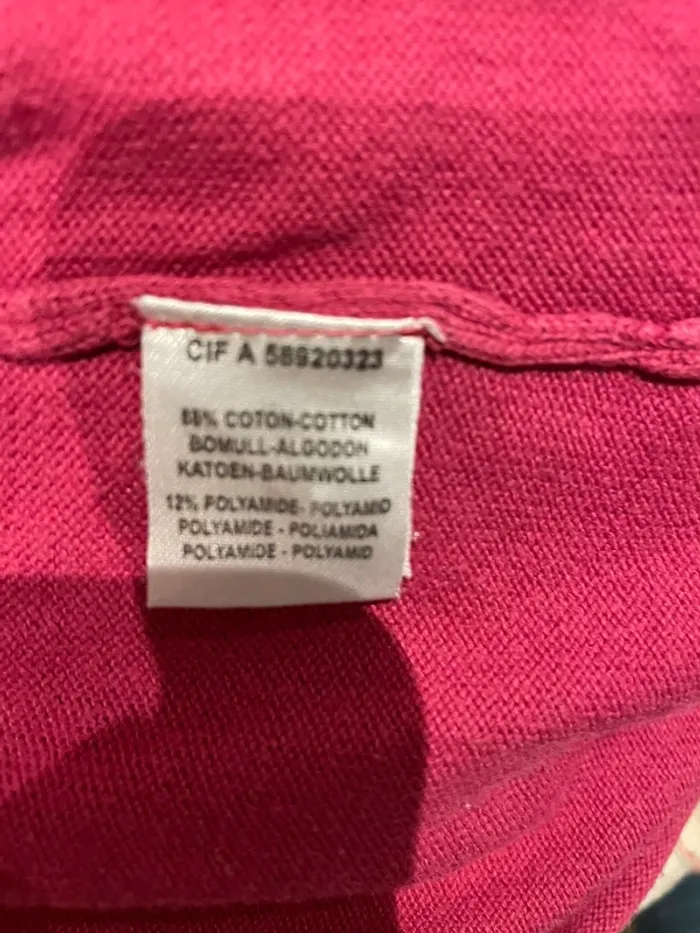 CIF A 58920323
88% COTON-COTTON
BOMULL-ALGODON
KATOEN-BAUMWOLLE
12% POLYAMIDE- POLYAMID
POLYAMIDE - POLIAMIDA
POLYAMIDE - POLYAMID